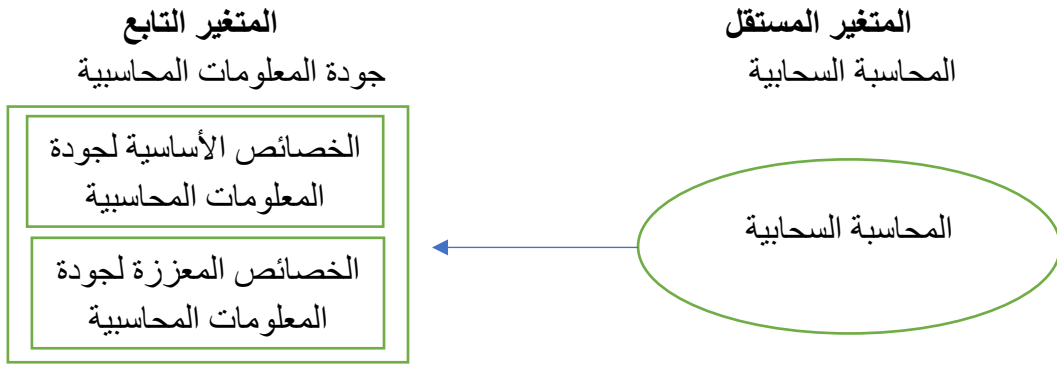 المتغير المستقل
المحاسبة السحابية
المحاسبة السحابية
المتغير التابع
جودة المعلومات المحاسبية
الخصائص الأساسية لجودة
المعلومات المحاسبية
الخصائص المعززة لجودة
المعلومات المحاسبية